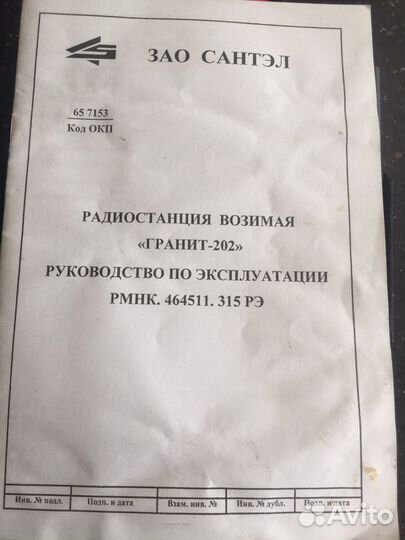 ЗАО САНТЭЛ
65 7153
Код ОКП
РАДИОСТАНЦИЯ ВОЗИМАЯ
«ГРАНИТ-202»
РУКОВОДСТВО ПО ЭКСПЛУАТАЦИИ
РМНК. 464511. 315 РЭ
Инв. № подл. Подп. и дата Взам. инв. № Инв. № дубл. Подп. и дата
Avito